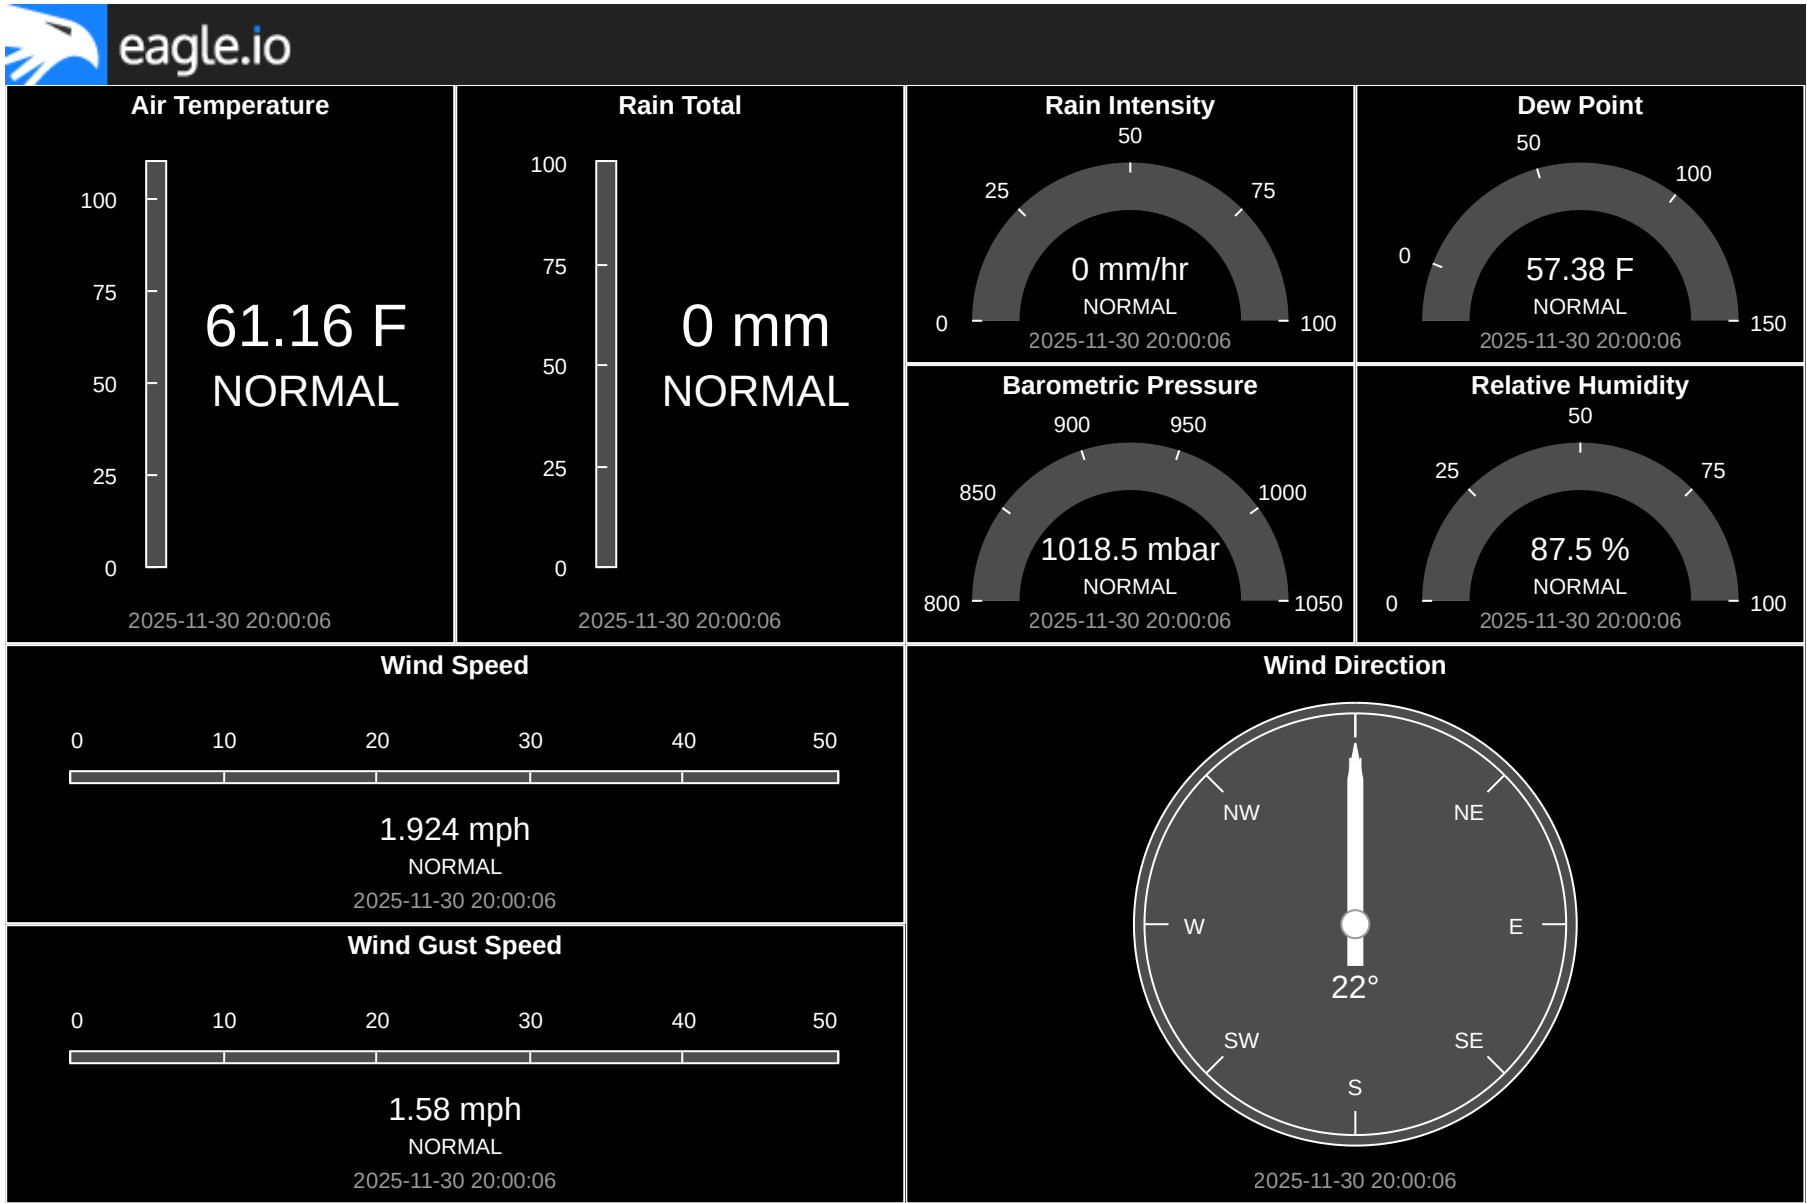 eagle.io
Air Temperature
100
75
50
25
0
61.16 F
NORMAL
2025-11-30 20:00:06
Rain Total
100
75
50
25
0
0 mm
NORMAL
2025-11-30 20:00:06
Rain Intensity
50
25
75
0
100
0 mm/hr
NORMAL
2025-11-30 20:00:06
Dew Point
50
100
0
150
57.38 F
NORMAL
2025-11-30 20:00:06
Barometric Pressure
900
950
850
1000
800
1050
1018.5 mbar
NORMAL
2025-11-30 20:00:06
Relative Humidity
50
25
75
0
100
87.5 %
NORMAL
2025-11-30 20:00:06
Wind Speed
0 10 20 30 40 50
1.924 mph
NORMAL
2025-11-30 20:00:06
Wind Gust Speed
0 10 20 30 40 50
1.58 mph
NORMAL
2025-11-30 20:00:06
Wind Direction
NW NE
W E
22°
SW SE
S
2025-11-30 20:00:06